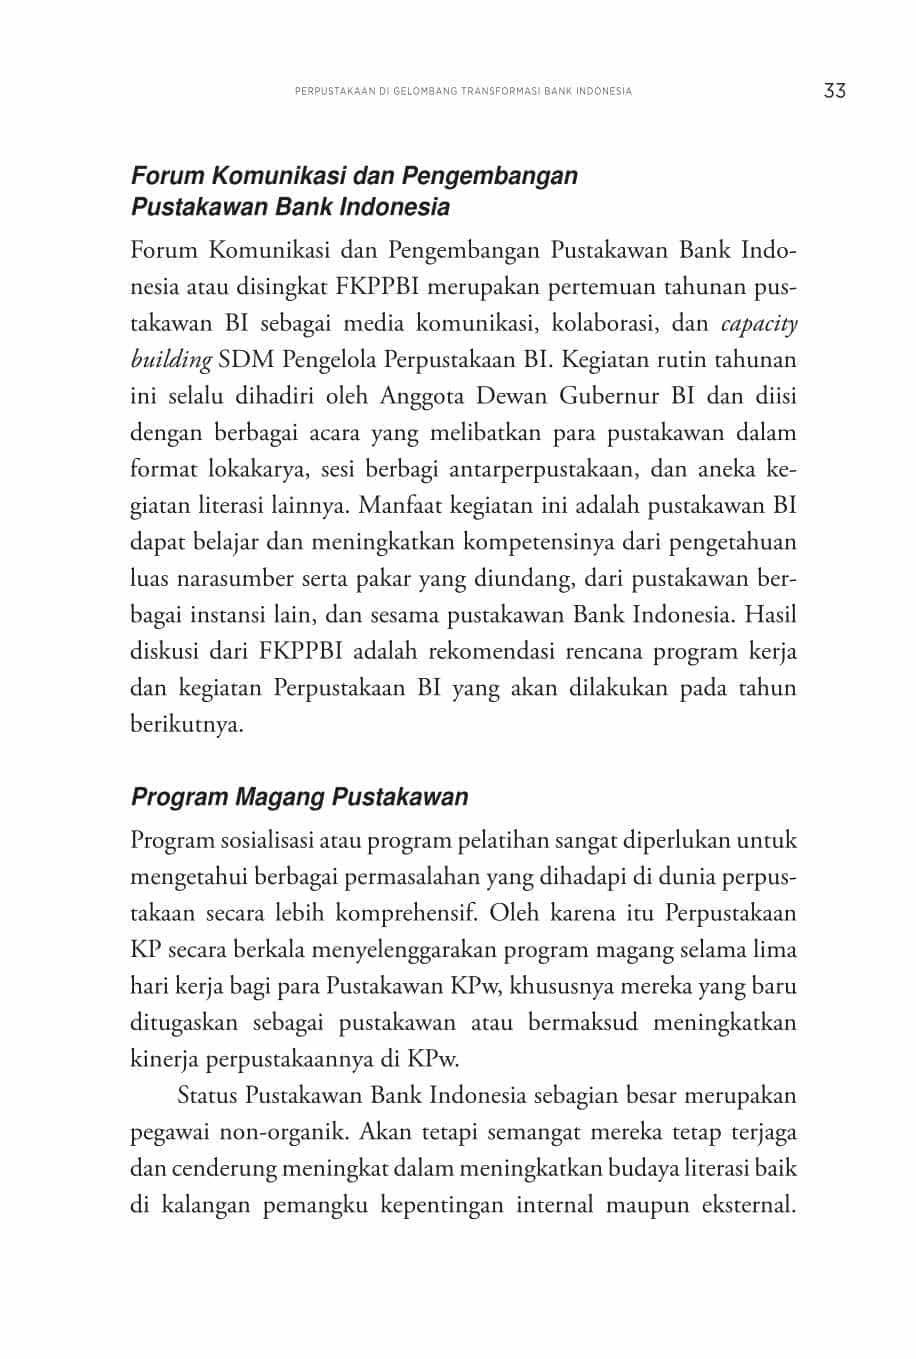 PERPUSTAKAAN DI GELOMBANG TRANSFORMASI BANK INDONESIA 33
Forum Komunikasi dan Pengembangan
Pustakawan Bank Indonesia
Forum Komunikasi dan Pengembangan Pustakawan Bank Indo-
nesia atau disingkat FKPPBI merupakan pertemuan tahunan pus-
takawan BI sebagai media komunikasi, kolaborasi, dan capacity
building SDM Pengelola Perpustakaan BI. Kegiatan rutin tahunan
ini selalu dihadiri oleh Anggota Dewan Gubernur BI dan diisi
dengan berbagai acara yang melibatkan para pustakawan dalam
format lokakarya, sesi berbagi antarperpustakaan, dan aneka ke-
giatan literasi lainnya. Manfaat kegiatan ini adalah pustakawan BI
dapat belajar dan meningkatkan kompetensinya dari pengetahuan
luas narasumber serta pakar yang diundang, dari pustakawan ber-
bagai instansi lain, dan sesama pustakawan Bank Indonesia. Hasil
diskusi dari FKPPBI adalah rekomendasi rencana program kerja
dan kegiatan Perpustakaan BI yang akan dilakukan pada tahun
berikutnya.
Program Magang Pustakawan
Program sosialisasi atau program pelatihan sangat diperlukan untuk
mengetahui berbagai permasalahan yang dihadapi di dunia perpus-
takaan secara lebih komprehensif. Oleh karena itu Perpustakaan
KP secara berkala menyelenggarakan program magang selama lima
hari kerja bagi para Pustakawan KPw, khususnya mereka yang baru
ditugaskan sebagai pustakawan atau bermaksud meningkatkan
kinerja perpustakaannya di KPw.
Status Pustakawan Bank Indonesia sebagian besar merupakan
pegawai non-organik. Akan tetapi semangat mereka tetap terjaga
dan cenderung meningkat dalam meningkatkan budaya literasi baik
di kalangan pemangku kepentingan internal maupun eksternal.